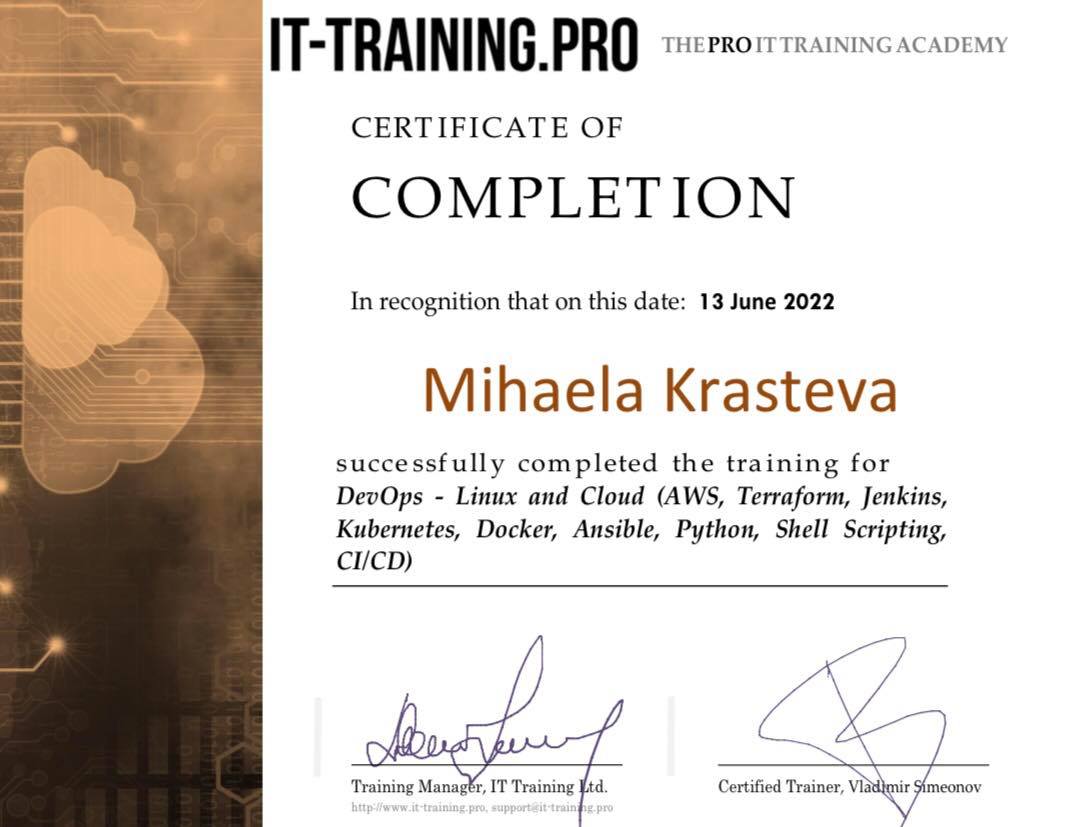 IT-TRAINING.PRO THE PRO IT TRAINING ACADEMY
CERTIFICATE OF
COMPLETION
In recognition that on this date: 13 June 2022
Mihaela Krasteva
successfully completed the training for
DevOps - Linux and Cloud (AWS, Terraform, Jenkins,
Kubernetes, Docker, Ansible, Python, Shell Scripting,
CI/CD)
Training Manager, IT Training Ltd. Certified Trainer, Vladimir Simeonov
http://www.it-training.pro, support@it-training.pro